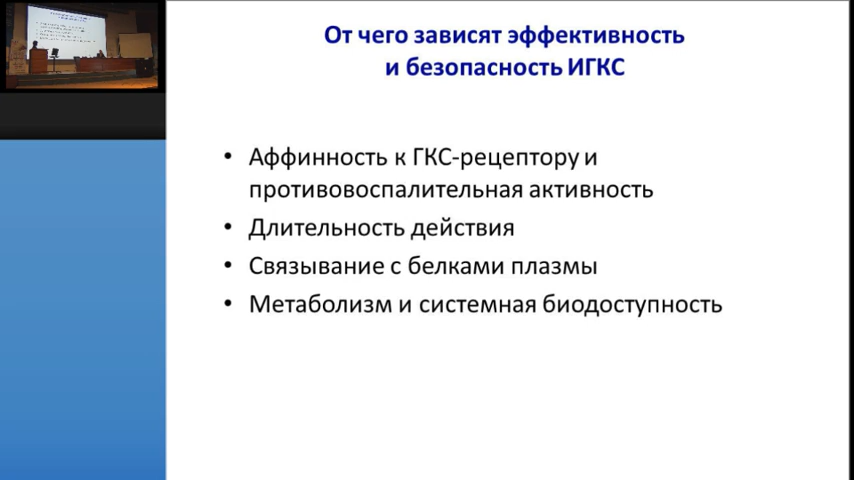 От чего зависят эффективность
и безопасность ИГКС
• Аффинность к ГКС-рецептору и
противовоспалительная активность
• Длительность действия
• Связывание с белками плазмы
• Метаболизм и системная биодоступность